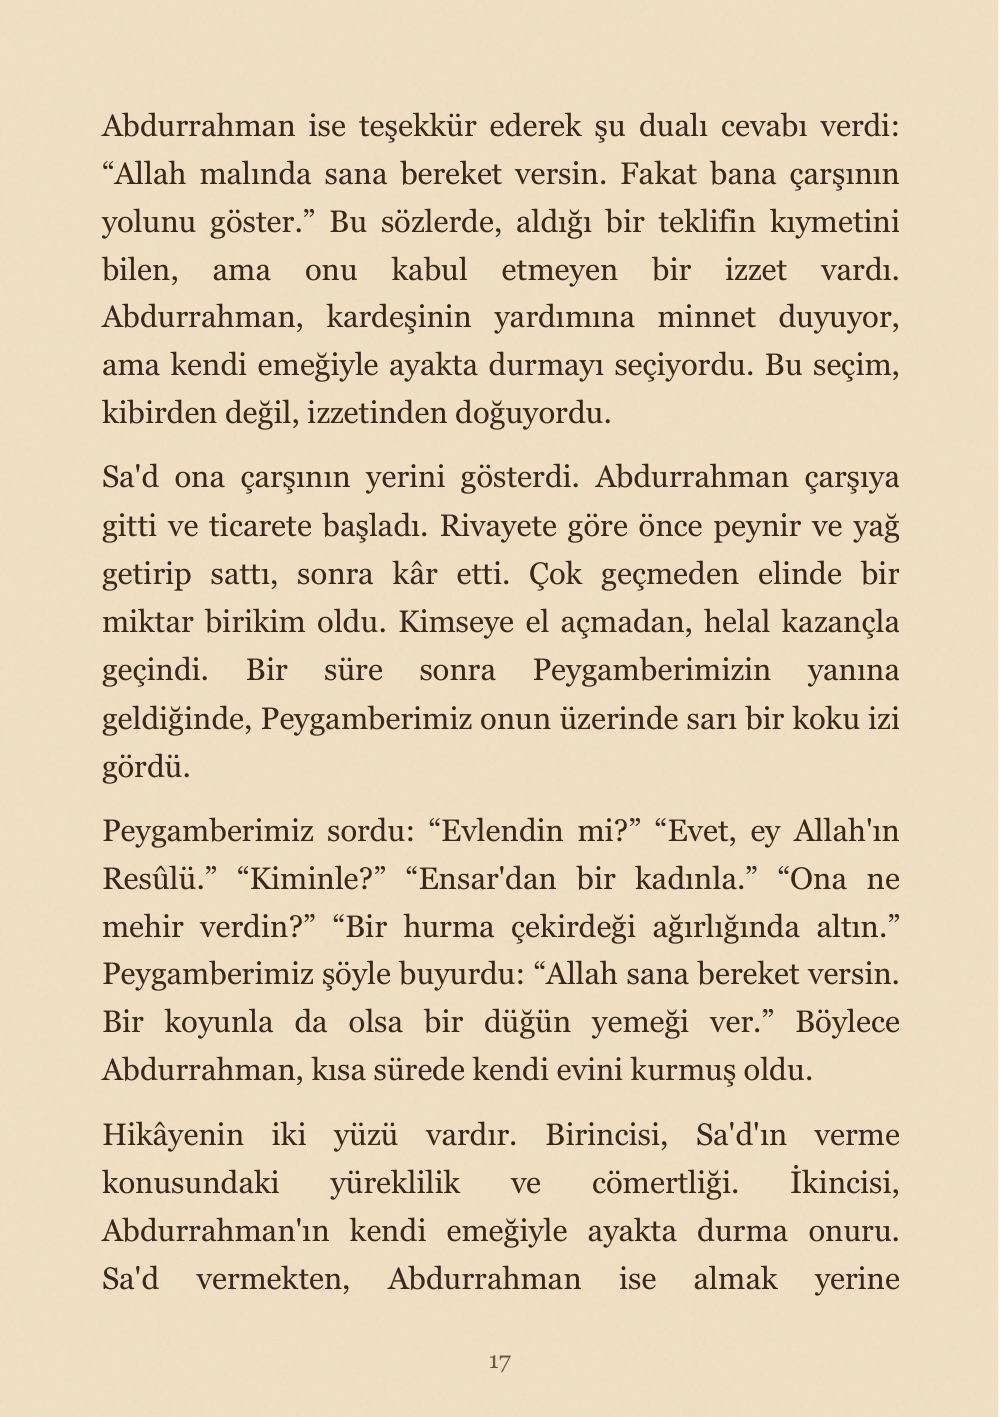 Abdurrahman ise teşekkür ederek şu dualı cevabı verdi:
“Allah malında sana bereket versin. Fakat bana çarşının
yolunu göster.” Bu sözlerde, aldığı bir teklifin kıymetini
bilen, ama onu kabul etmeyen bir izzet vardı.
Abdurrahman, kardeşinin yardımına minnet duyuyor,
ama kendi emeğiyle ayakta durmayı seçiyordu. Bu seçim,
kibirden değil, izzetinden doğuyordu.
Sa'd ona çarşının yerini gösterdi. Abdurrahman çarşıya
gitti ve ticarete başladı. Rivayete göre önce peynir ve yağ
getirip sattı, sonra kâr etti. Çok geçmeden elinde bir
miktar birikim oldu. Kimseye el açmadan, helal kazançla
geçindi. Bir süre sonra Peygamberimizin yanına
geldiğinde, Peygamberimiz onun üzerinde sarı bir koku izi
gördü.
Peygamberimiz sordu: “Evlendin mi?” “Evet, ey Allah'ın
Resûlü.” “Kiminle?” “Ensar'dan bir kadınla.” “Ona ne
mehir verdin?” “Bir hurma çekirdeği ağırlığında altın.”
Peygamberimiz şöyle buyurdu: “Allah sana bereket versin.
Bir koyunla da olsa bir düğün yemeği ver.” Böylece
Abdurrahman, kısa sürede kendi evini kurmuş oldu.
Hikâyenin iki yüzü vardır. Birincisi, Sa'd'ın verme
konusundaki yüreklilik ve cömertliği. İkincisi,
Abdurrahman'ın kendi emeğiyle ayakta durma onuru.
Sa'd vermekten, Abdurrahman ise almak yerine
17